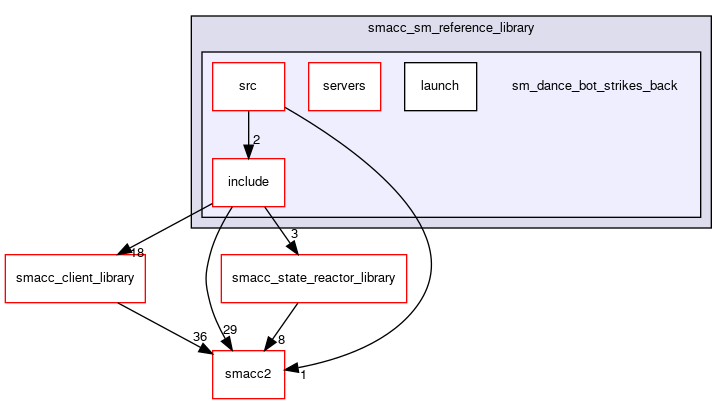 smacc_sm_reference_library
src
servers
launch
sm_dance_bot_strikes_back
2
include
3
18
smacc_client_library
smacc_state_reactor_library
36
29
8
smacc2
1